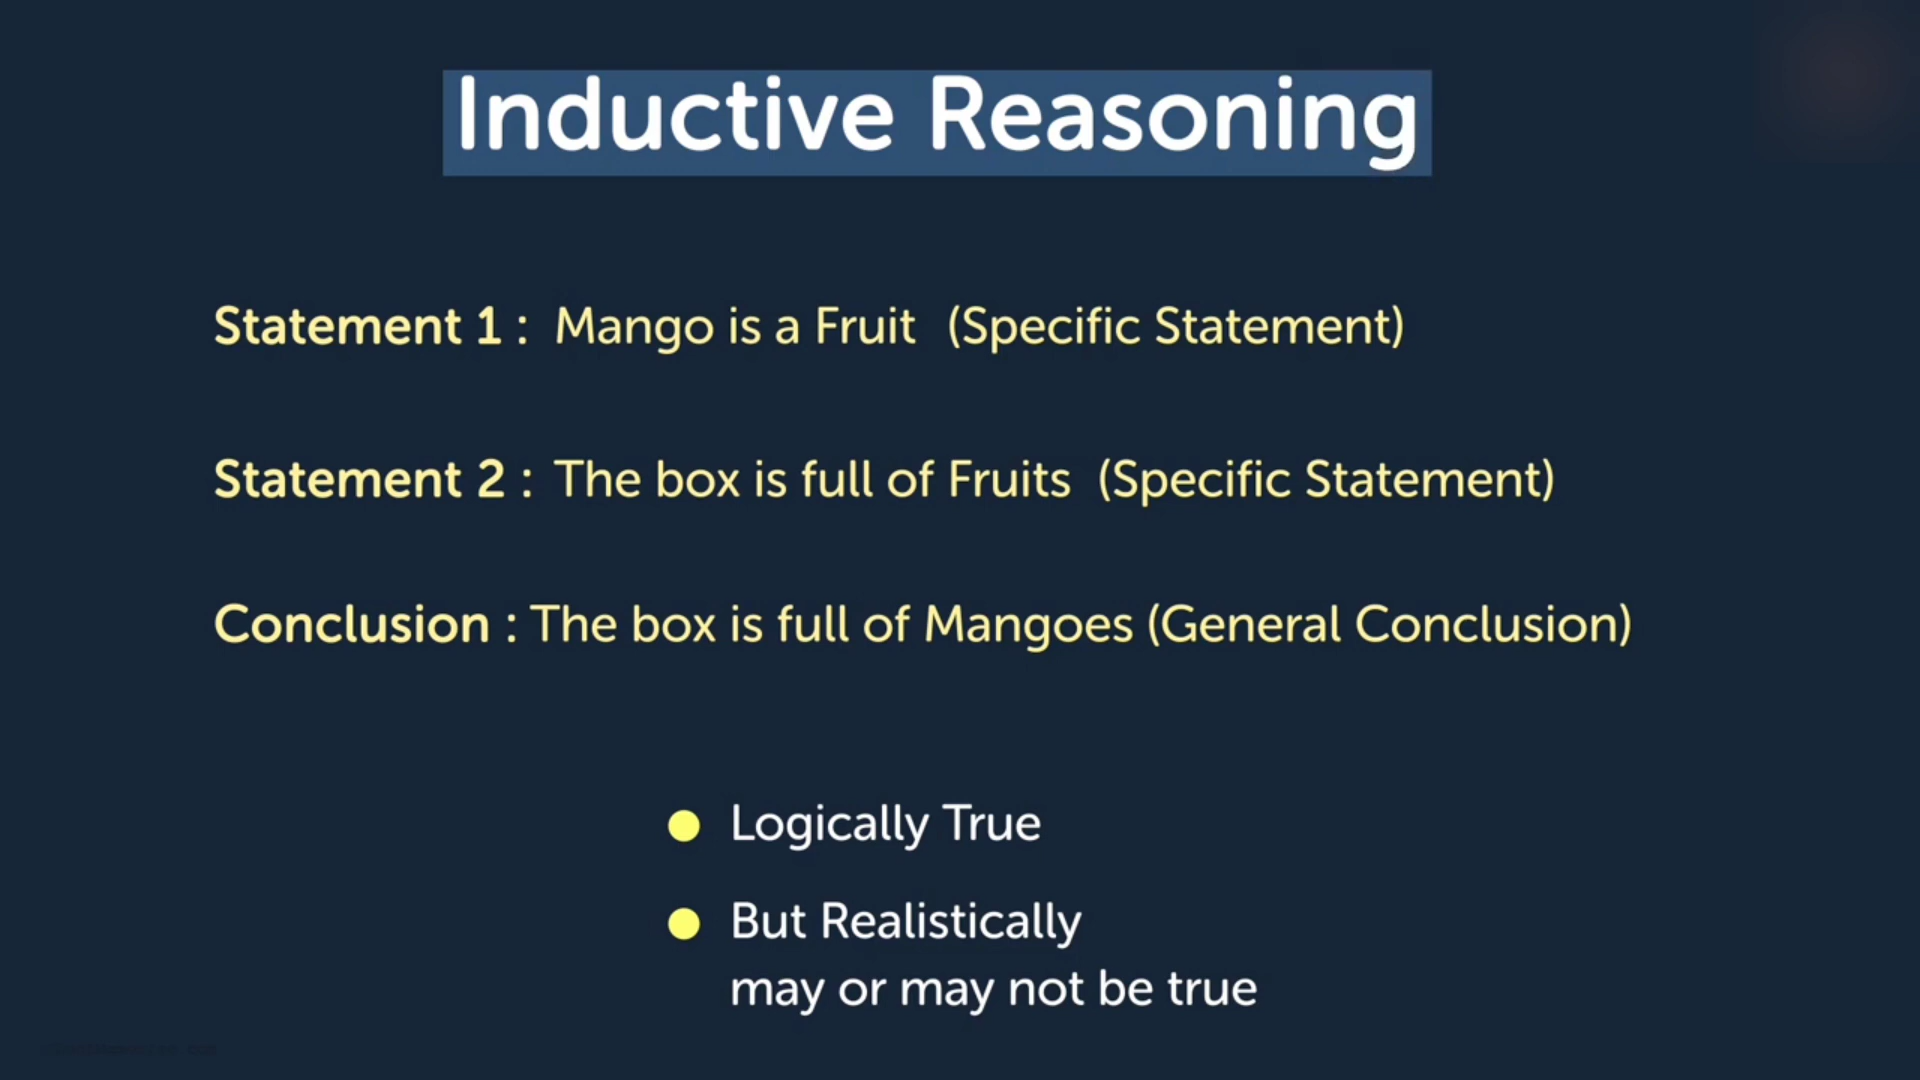 Inductive Reasoning
Statement 1 : Mango is a Fruit (Specific Statement)
Statement 2 : The box is full of Fruits (Specific Statement)
Conclusion : The box is full of Mangoes (General Conclusion)
Logically True
But Realistically
may or may not be true